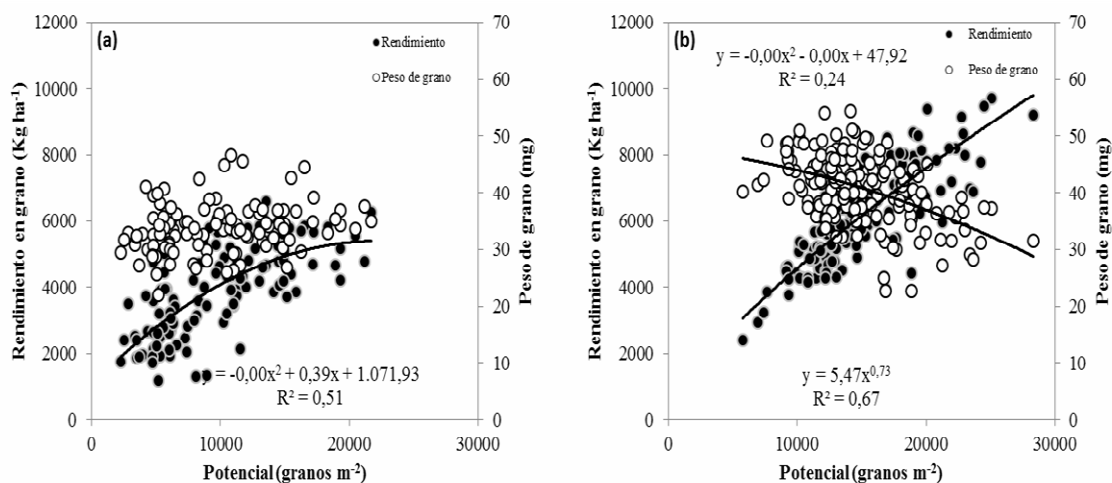 12000
10000
8000
6000
4000
2000
0
Rendimiento en grano (Kg ha⁻¹)
(a)
Rendimiento
Peso de grano
y = -0,00x² + 0,39x + 1.071,93
R² = 0,51
70
60
50
40
30
20
10
0
Peso de grano (mg)
0 10000 20000 30000
Potencial (granos m⁻²)
12000
10000
8000
6000
4000
2000
0
Rendimiento en grano (Kg ha⁻¹)
(b)
Rendimiento
Peso de grano
y = -0,00x² - 0,00x + 47,92
R² = 0,24
y = 5,47x⁰,⁷³
R² = 0,67
70
60
50
40
30
20
10
0
Peso de grano (mg)
0 10000 20000 30000
Potencial (granos m⁻²)